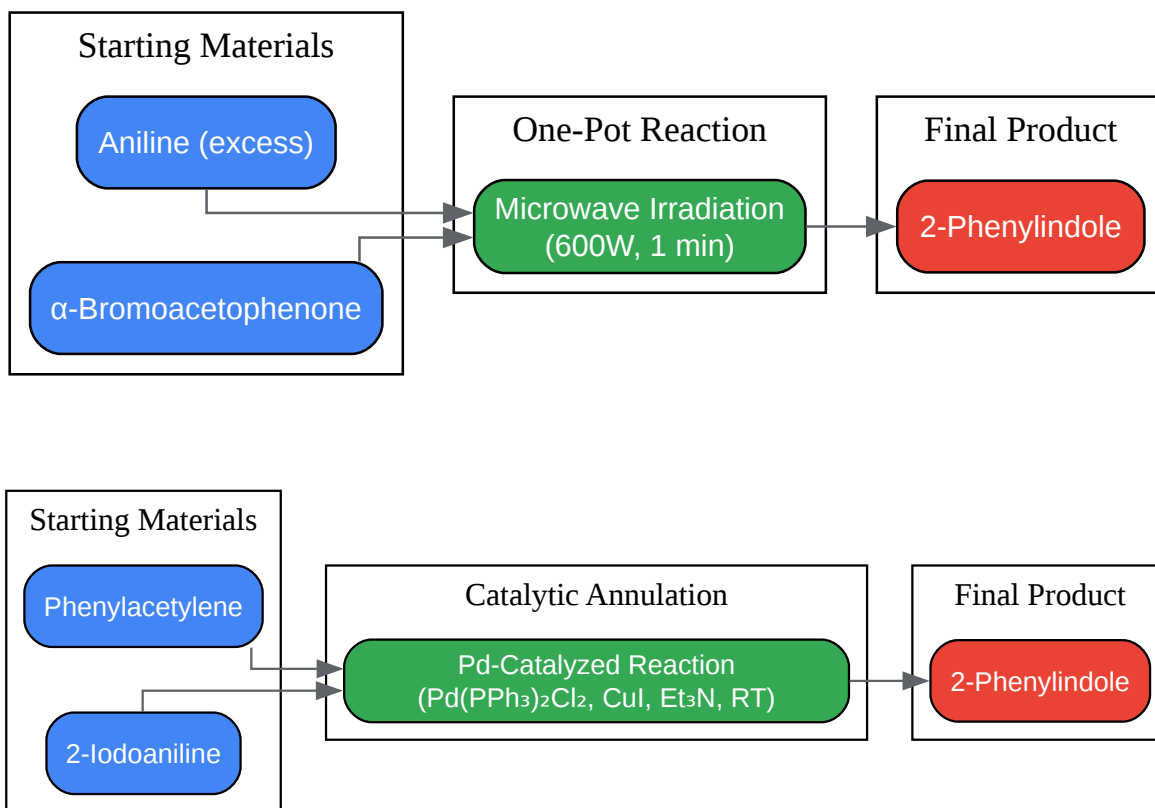 Starting Materials
Aniline (excess)
α-Bromoacetophenone
One-Pot Reaction
Microwave Irradiation
(600W, 1 min)
Final Product
2-Phenylindole
Starting Materials
Phenylacetylene
2-Iodoaniline
Catalytic Annulation
Pd-Catalyzed Reaction
(Pd(PPh₃)₂Cl₂, CuI, Et₃N, RT)
Final Product
2-Phenylindole